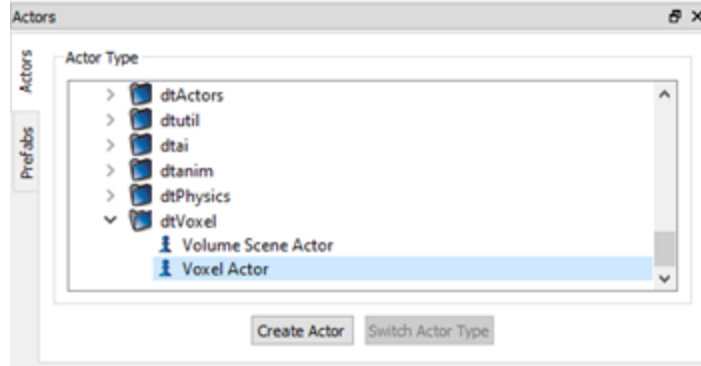 Actors
Actors
Prefabs
Actor Type
dtActors
dtutil
dtai
dtanim
dtPhysics
dtVoxel
Volume Scene Actor
Voxel Actor
Create Actor Switch Actor Type